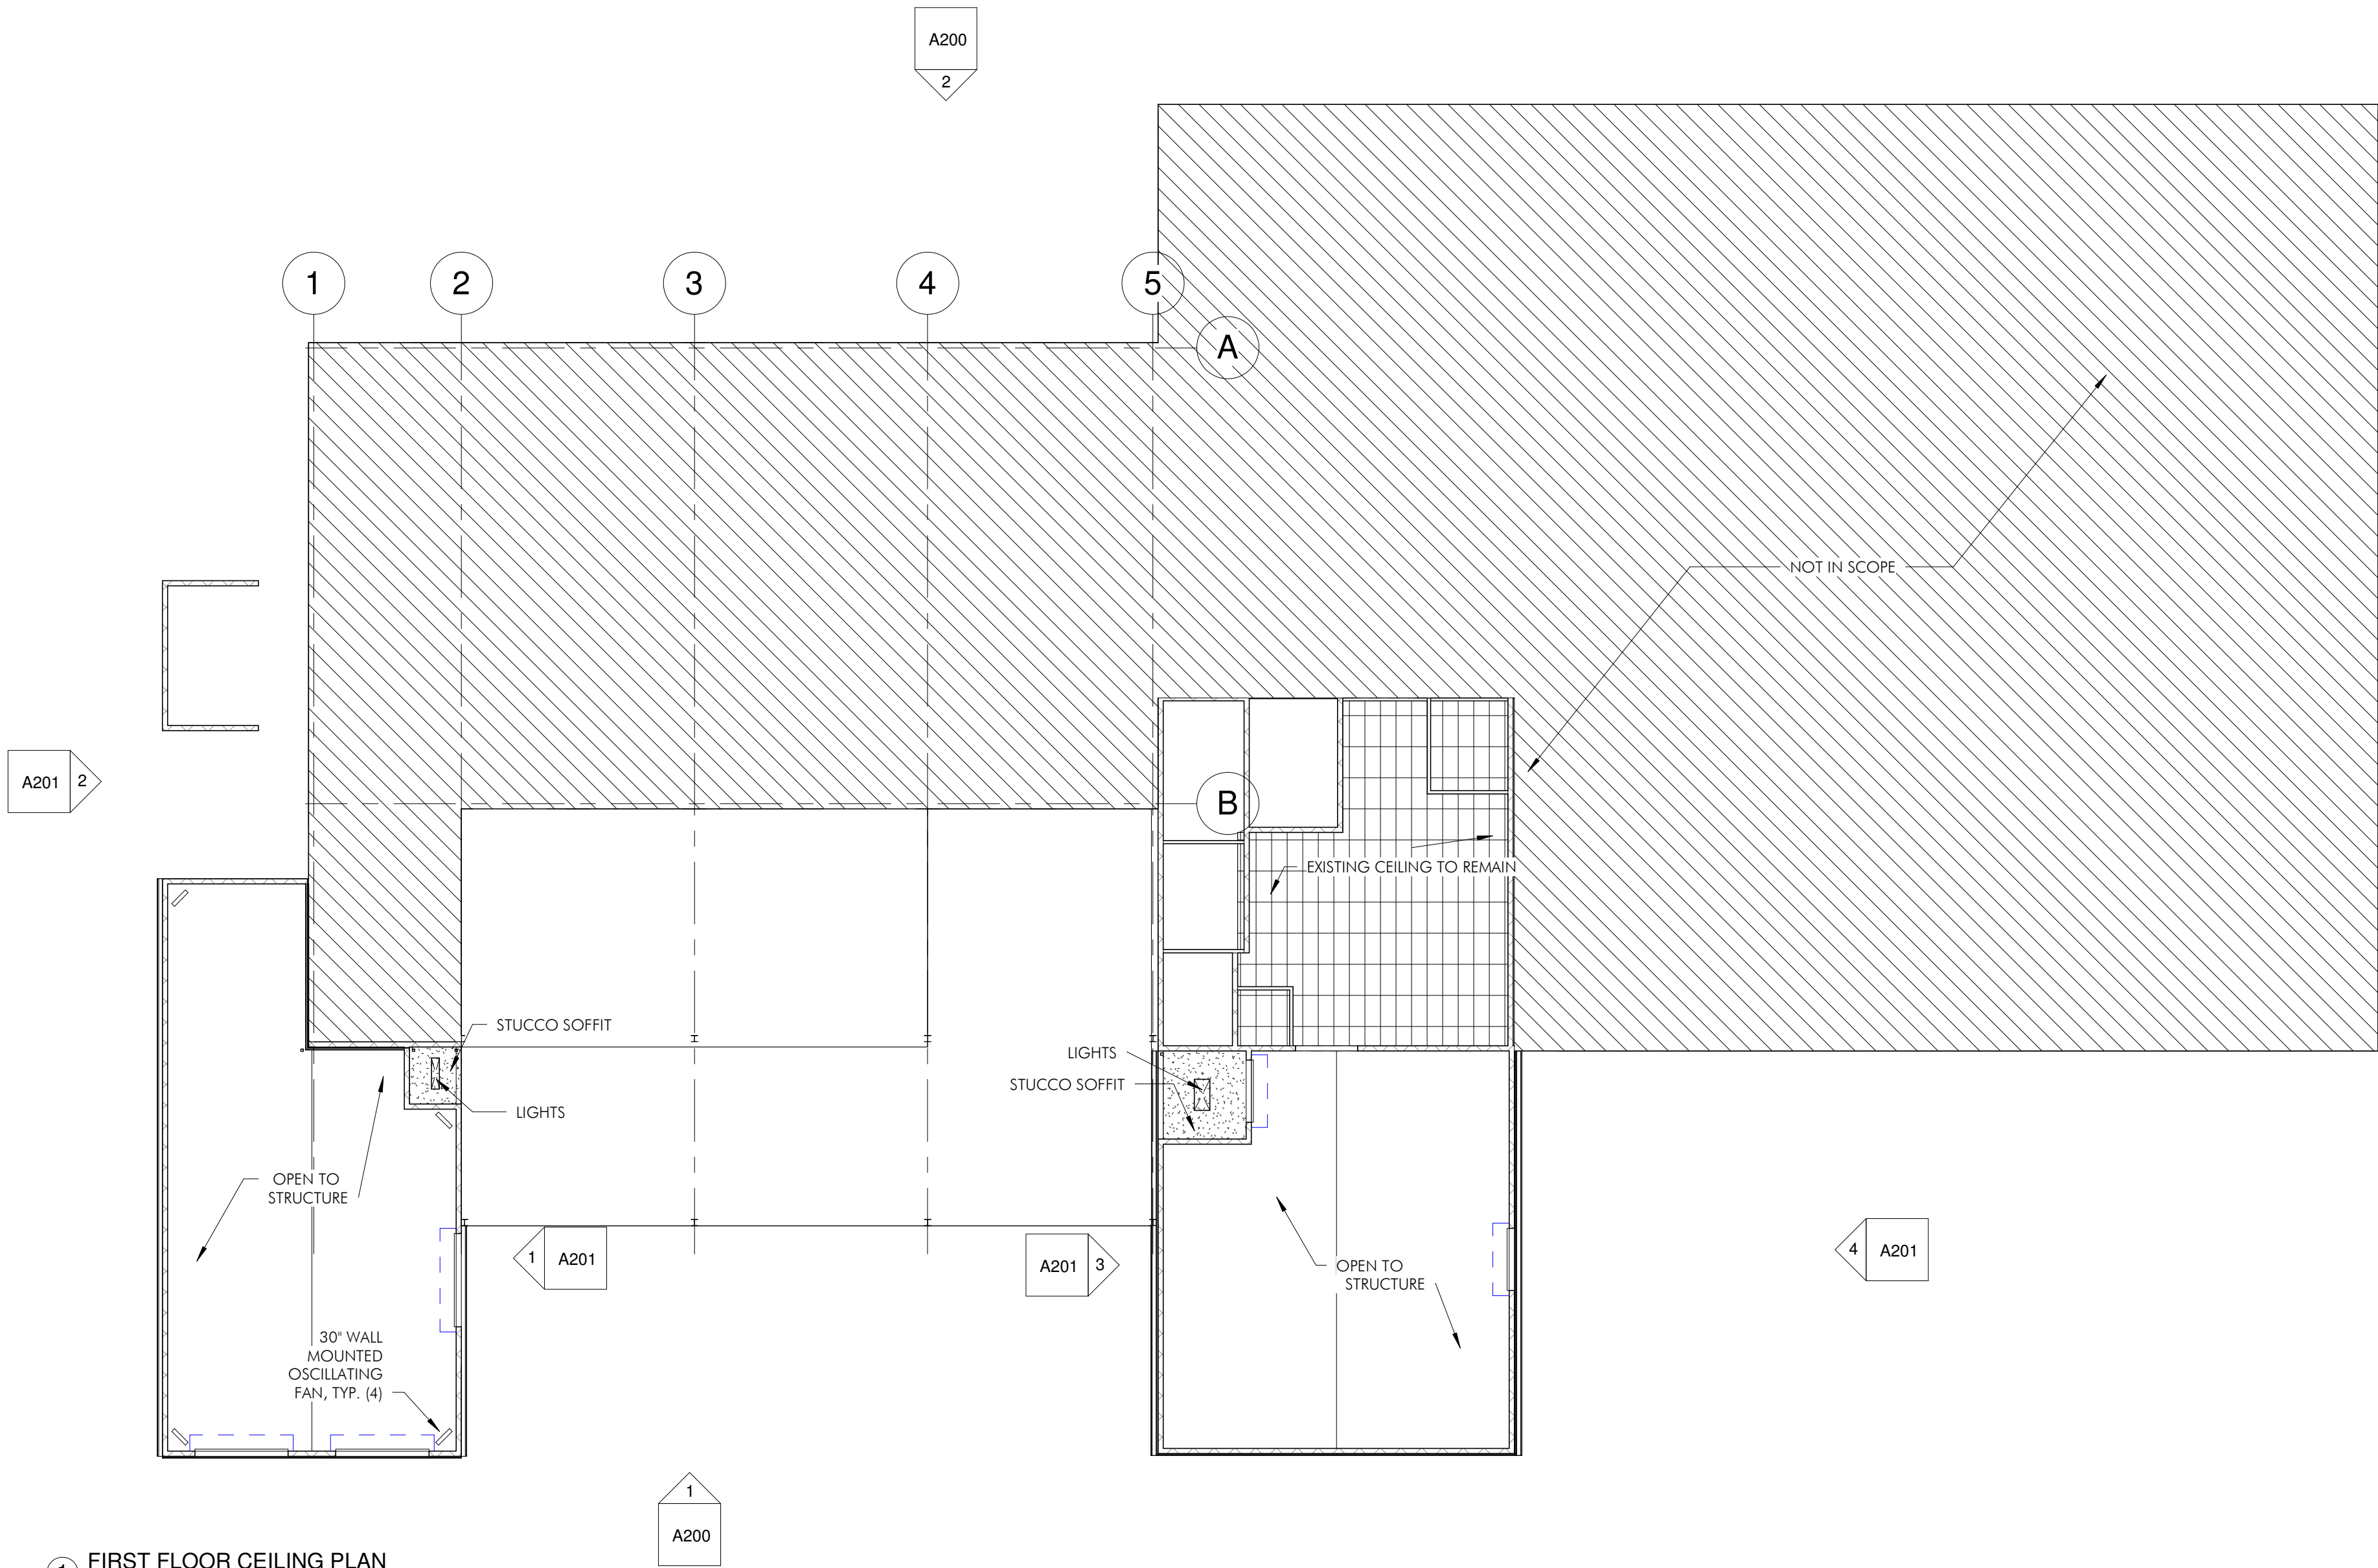 A200
2
1
2
3
4
5
A
NOT IN SCOPE
A201
2
B
EXISTING CEILING TO REMAIN
STUCCO SOFFIT
LIGHTS
LIGHTS
STUCCO SOFFIT
OPEN TO
STRUCTURE
1
A201
A201
3
OPEN TO
STRUCTURE
4
A201
30" WALL
MOUNTED
OSCILLATING
FAN, TYP. (4)
1
A200
1
FIRST FLOOR CEILING PLAN